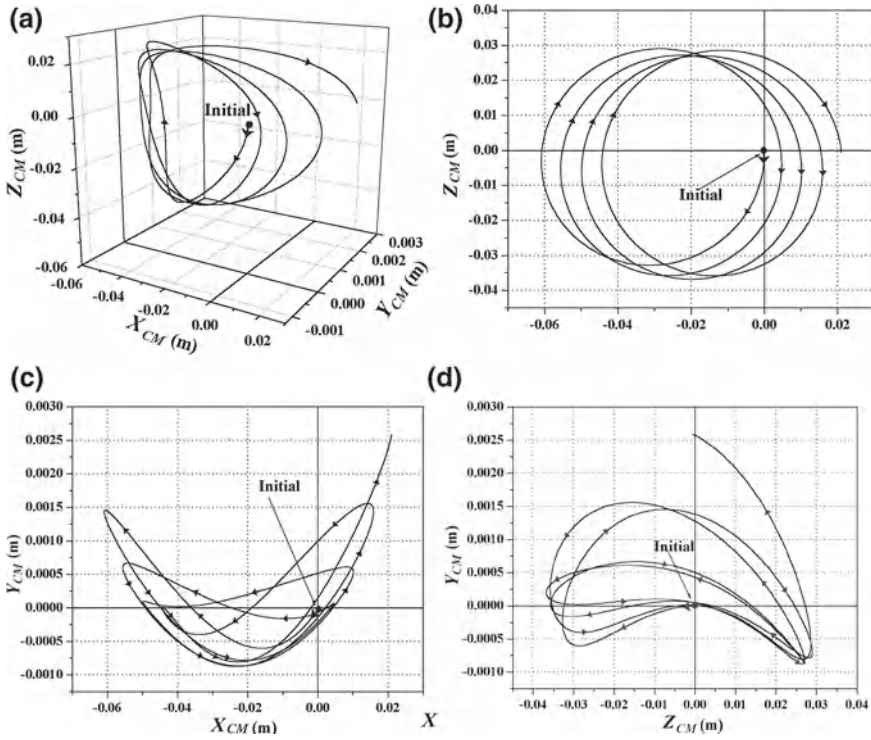 (a)
0.02
0.00
-0.02
-0.04
-0.06
Z_CM (m)
Initial
-0.06
-0.04
-0.02
0.00
0.02
X_CM (m)
0.003
0.002
0.001
0.000
-0.001
Y_CM (m)
(b)
0.04
0.03
0.02
0.01
0.00
-0.01
-0.02
-0.03
-0.04
Z_CM (m)
Initial
-0.06 -0.04 -0.02 0.00 0.02
(c)
0.0030
0.0025
0.0020
0.0015
0.0010
0.0005
0.0000
-0.0005
-0.0010
Y_CM (m)
Initial
-0.06 -0.04 -0.02 0.00 0.02
X_CM (m) X
(d)
0.0030
0.0025
0.0020
0.0015
0.0010
0.0005
0.0000
-0.0005
-0.0010
Y_CM (m)
Initial
-0.04 -0.03 -0.02 -0.01 0.00 0.01 0.02 0.03 0.04
Z_CM (m)